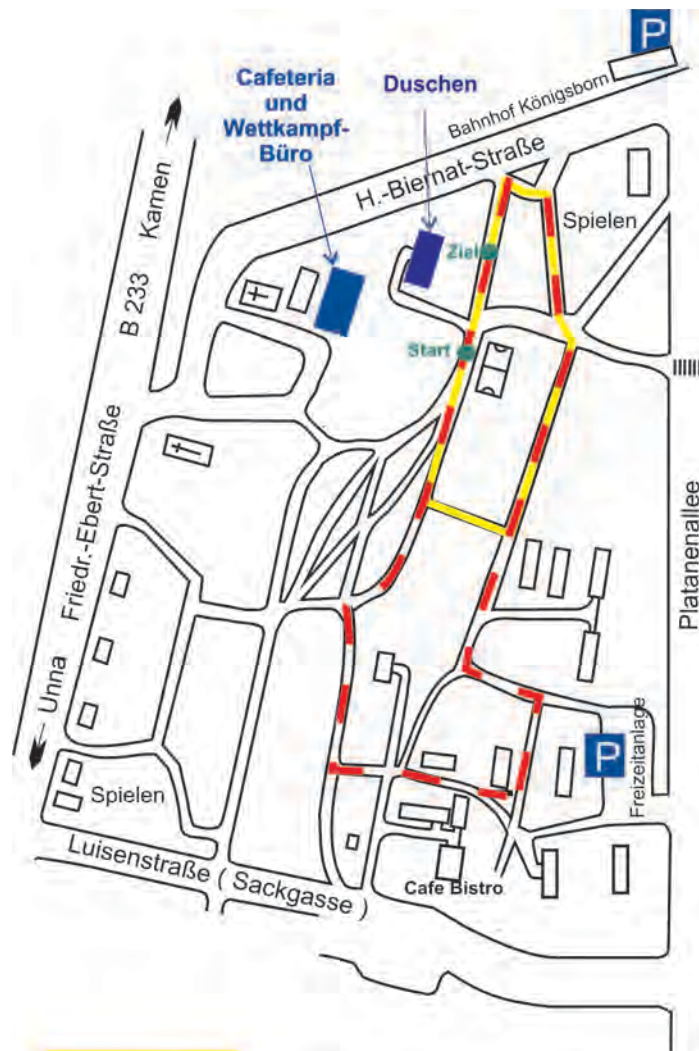 P
Cafeteria
und
Wettkampf-
Büro
Duschen
Bahnhof Königsborn
H.-Biernat-Straße
Spielen
Ziel
Start
B 233 Kamen
Unna Friedr.-Ebert-Straße
Platanenallee
Freizeitanlage
P
Spielen
Luisenstraße ( Sackgasse )
Cafe Bistro